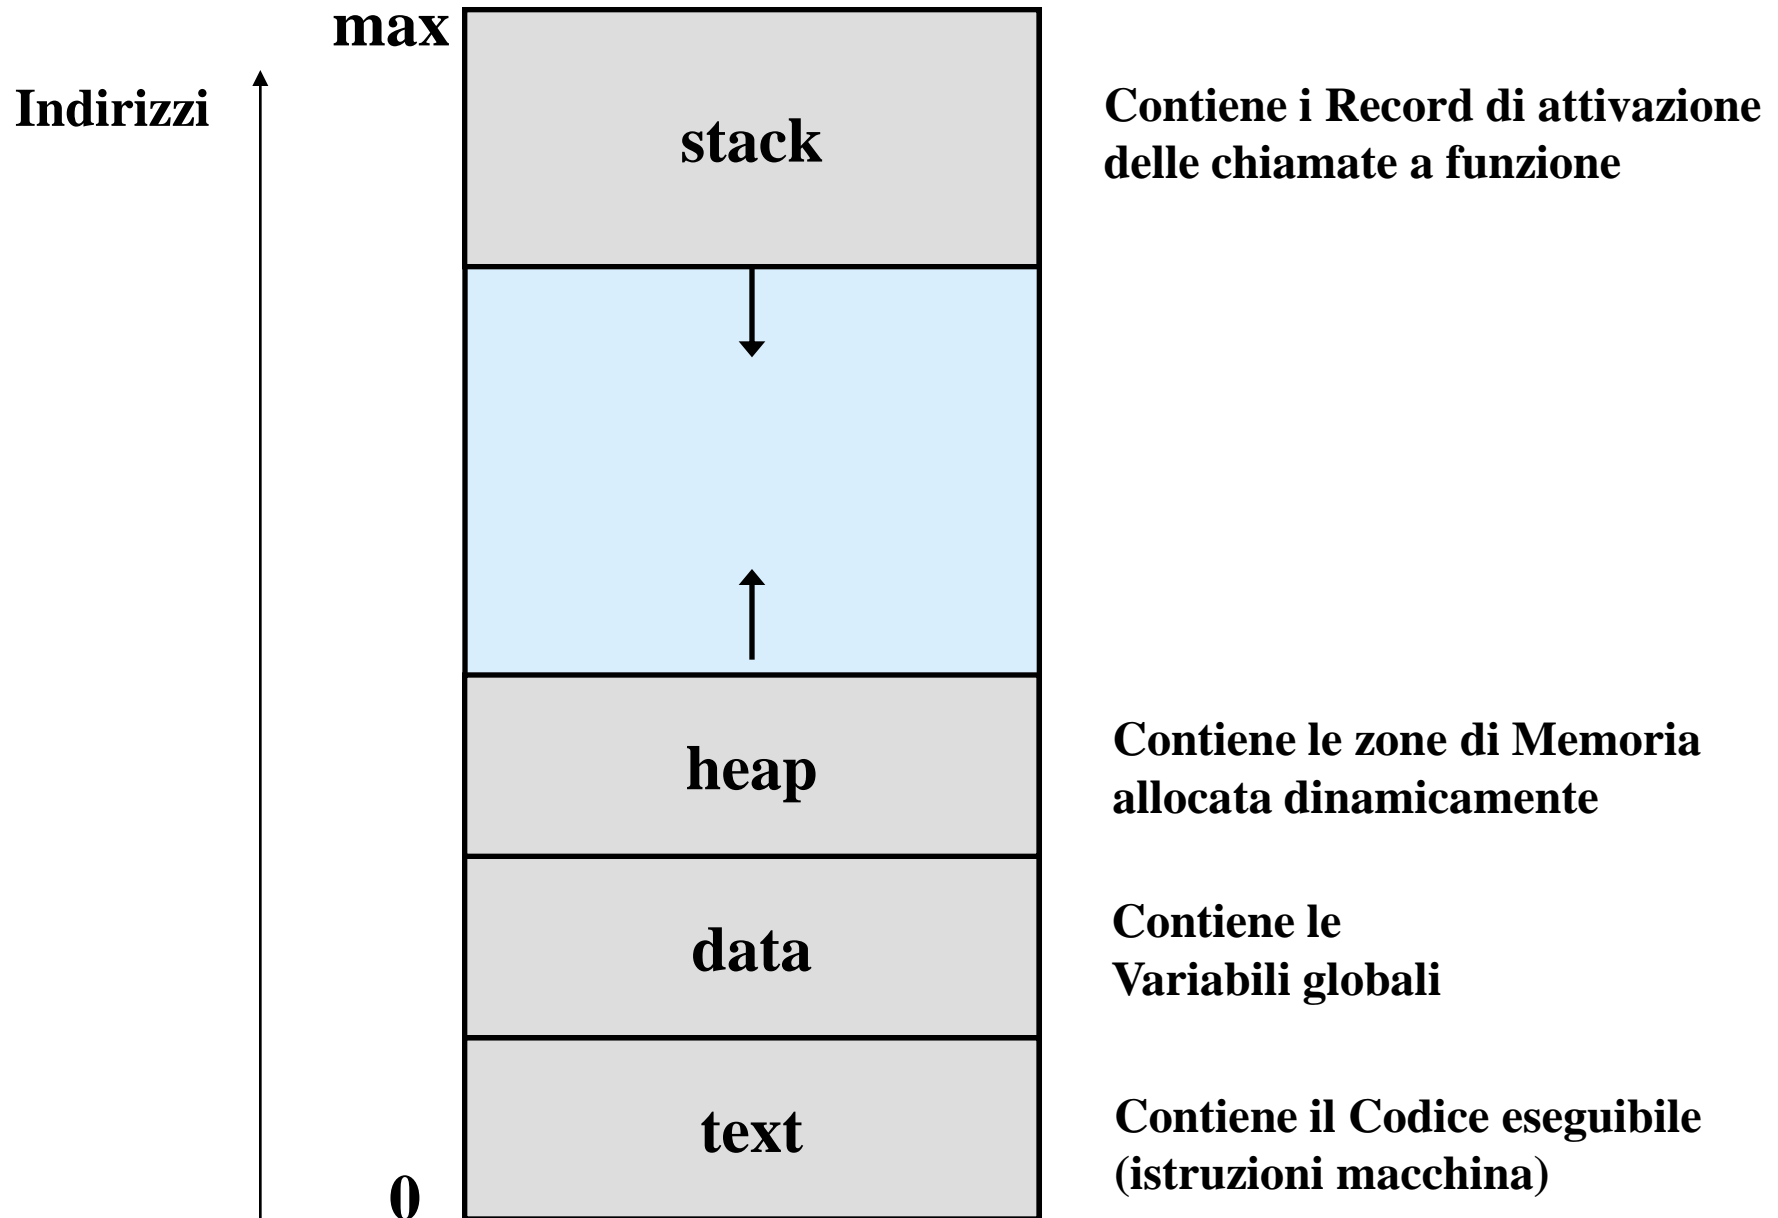 max
Indirizzi
stack
Contiene i Record di attivazione
delle chiamate a funzione
heap
Contiene le zone di Memoria
allocata dinamicamente
data
Contiene le
Variabili globali
text
Contiene il Codice eseguibile
(istruzioni macchina)
0